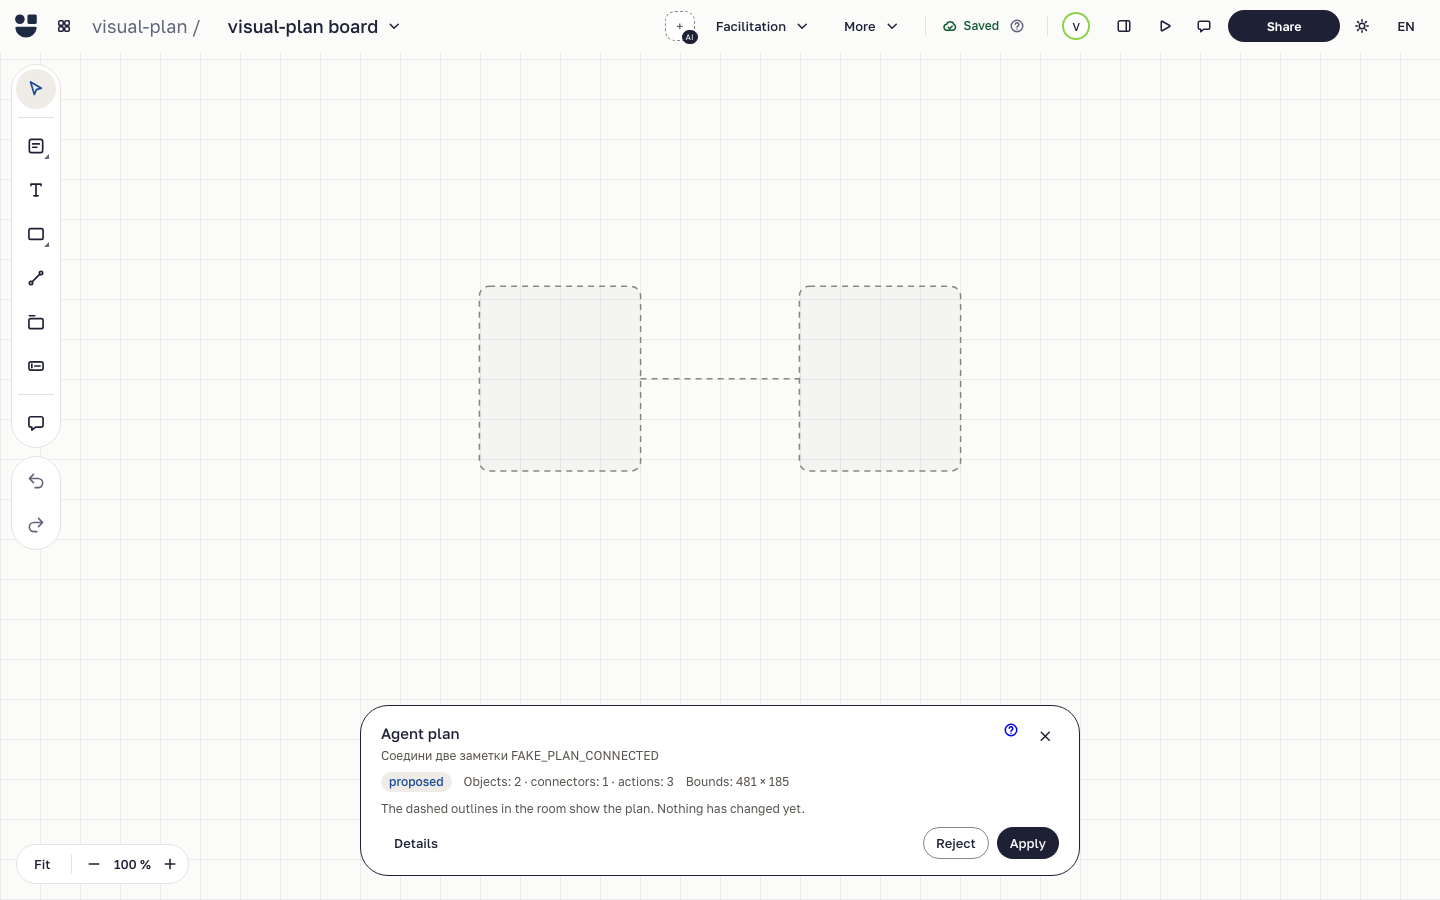 visual-plan /
visual-plan board
+
AI
Facilitation
More
Saved
V
Share
EN
Agent plan
Соедини две заметки FAKE_PLAN_CONNECTED
proposed
Objects: 2 · connectors: 1 · actions: 3
Bounds: 481 × 185
The dashed outlines in the room show the plan. Nothing has changed yet.
Details
Reject
Apply
Fit
100 %